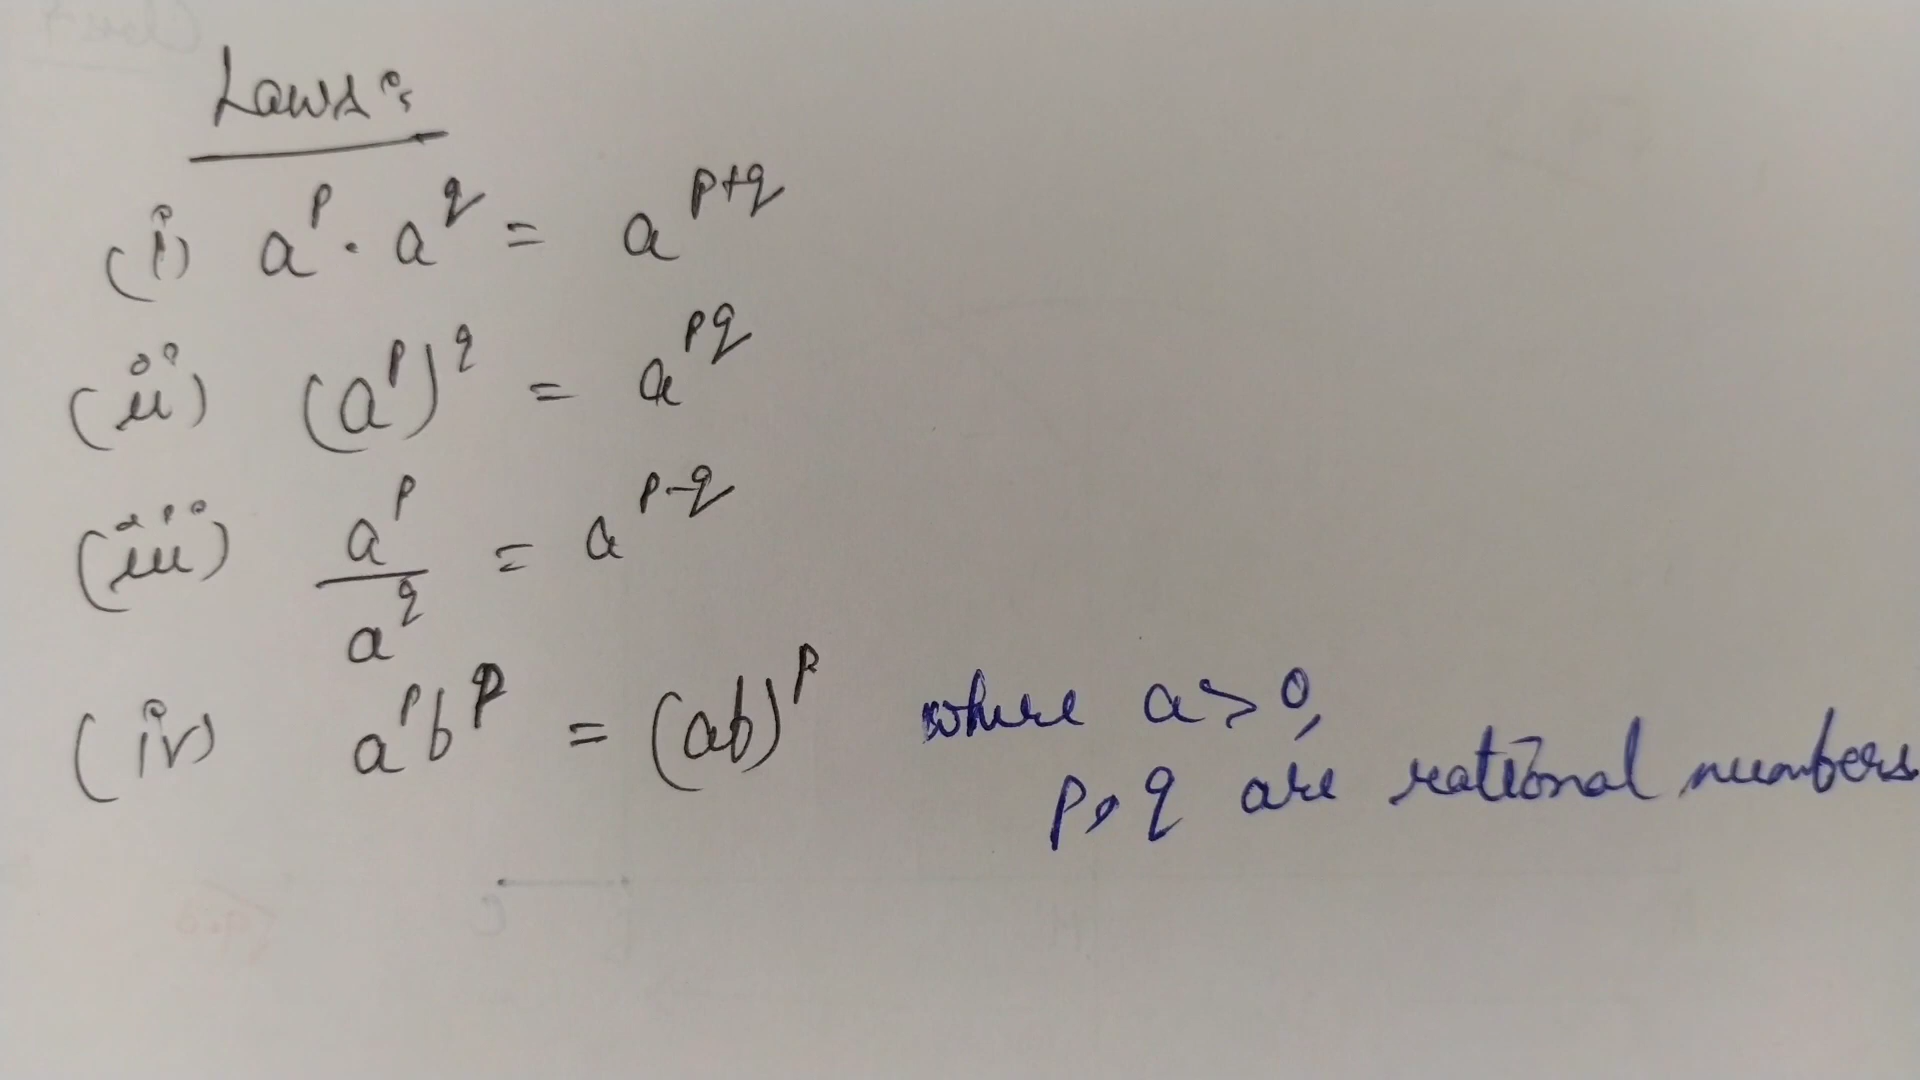 Laws:
(i) a^p · a^q = a^(p+q)
(ii) (a^p)^q = a^(pq)
(iii) a^p / a^q = a^(p-q)
(iv) a^p b^p = (ab)^p where a > 0,
p, q are rational numbers